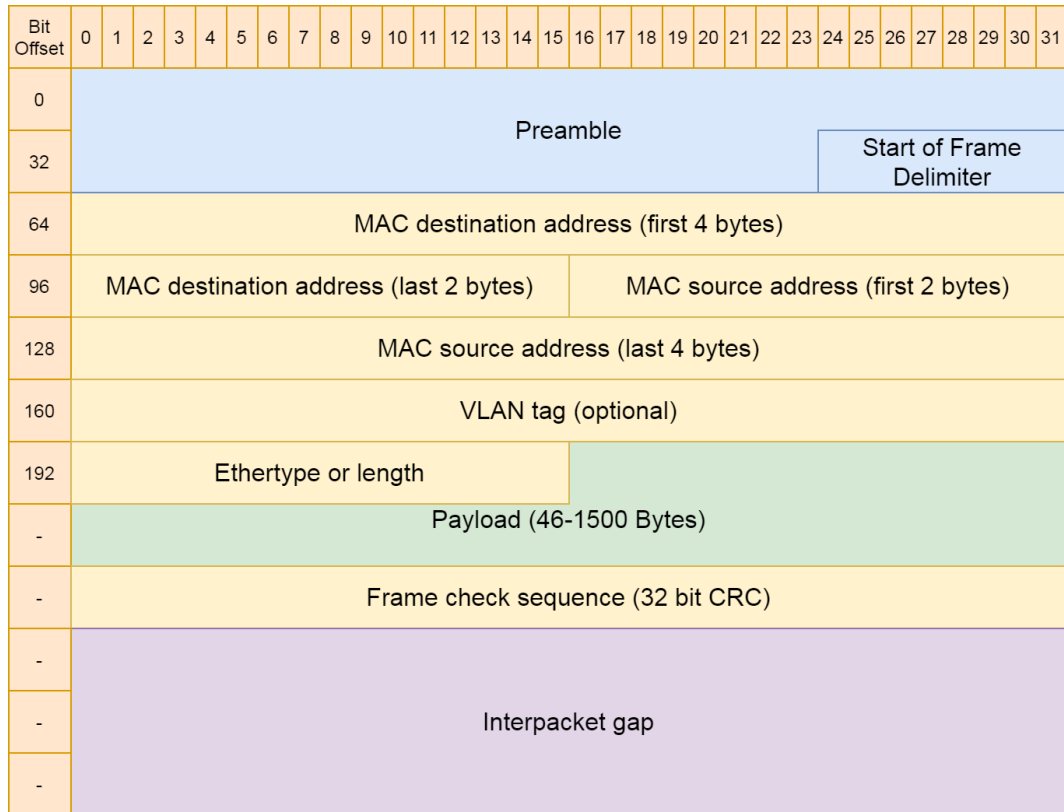 Bit
Offset 0 1 2 3 4 5 6 7 8 9 10 11 12 13 14 15 16 17 18 19 20 21 22 23 24 25 26 27 28 29 30 31
0
Preamble
32
Start of Frame
Delimiter
64 MAC destination address (first 4 bytes)
96 MAC destination address (last 2 bytes) MAC source address (first 2 bytes)
128 MAC source address (last 4 bytes)
160 VLAN tag (optional)
192 Ethertype or length
- Payload (46-1500 Bytes)
- Frame check sequence (32 bit CRC)
-
- Interpacket gap
-